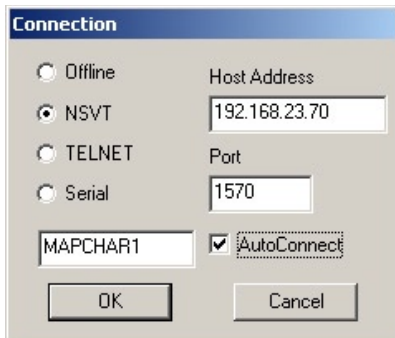 Connection
Offline
Host Address
NSVT
192.168.23.70
TELNET
Port
Serial
1570
MAPCHAR1
AutoConnect
OK
Cancel